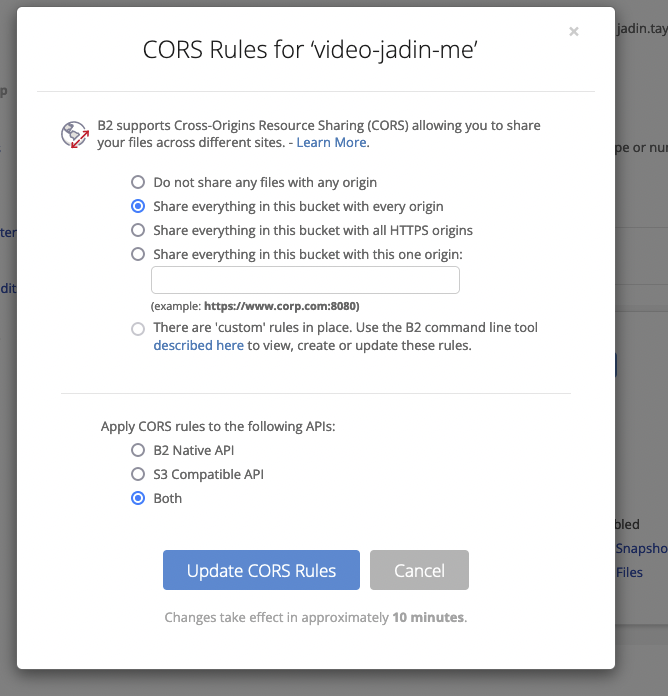 ×
CORS Rules for ‘video-jadin-me’
jadin.tay
B2 supports Cross-Origins Resource Sharing (CORS) allowing you to share
your files across different sites. - Learn More.
pe or nu
Do not share any files with any origin
Share everything in this bucket with every origin
Share everything in this bucket with all HTTPS origins
ter
Share everything in this bucket with this one origin:
dit
(example: https://www.corp.com:8080)
There are 'custom' rules in place. Use the B2 command line tool
described here to view, create or update these rules.
Apply CORS rules to the following APIs:
B2 Native API
S3 Compatible API
Both
bled
Snapsho
Files
Update CORS Rules
Cancel
Changes take effect in approximately 10 minutes.